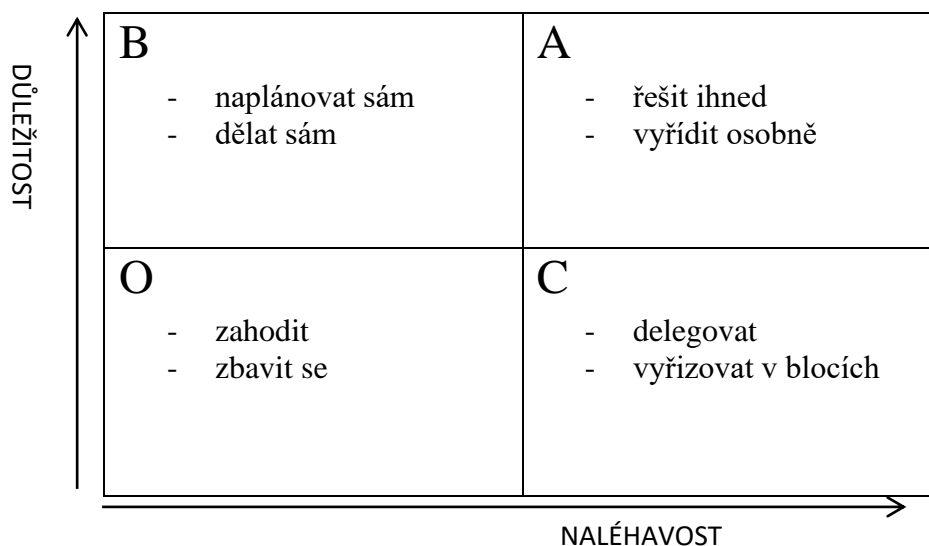 DŮLEŽITOST
B
- naplánovat sám
- dělat sám
A
- řešit ihned
- vyřídit osobně
O
- zahodit
- zbavit se
C
- delegovat
- vyřizovat v blocích
NALÉHAVOST